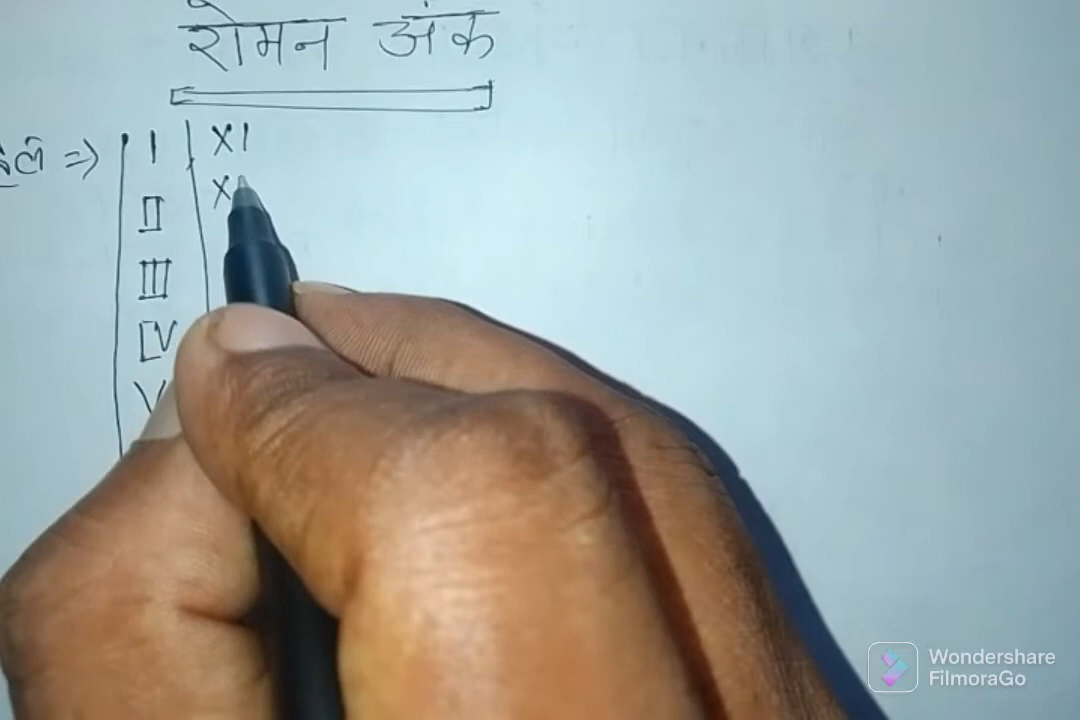 रोमन अंक
=> I XI
II X
III
IV
V
Wondershare
FilmoraGo